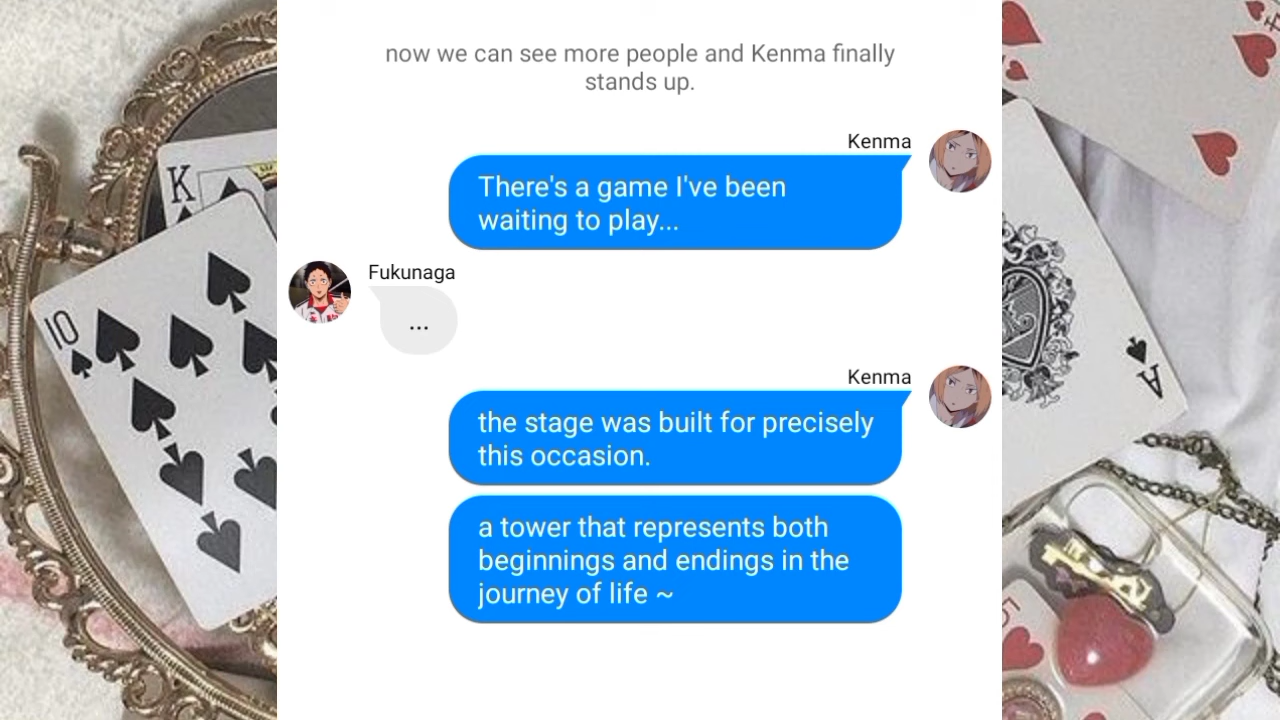 now we can see more people and Kenma finally
stands up.
Kenma
There's a game I've been
waiting to play...
Fukunaga
...
Kenma
the stage was built for precisely
this occasion.
a tower that represents both
beginnings and endings in the
journey of life ~
K
10
A